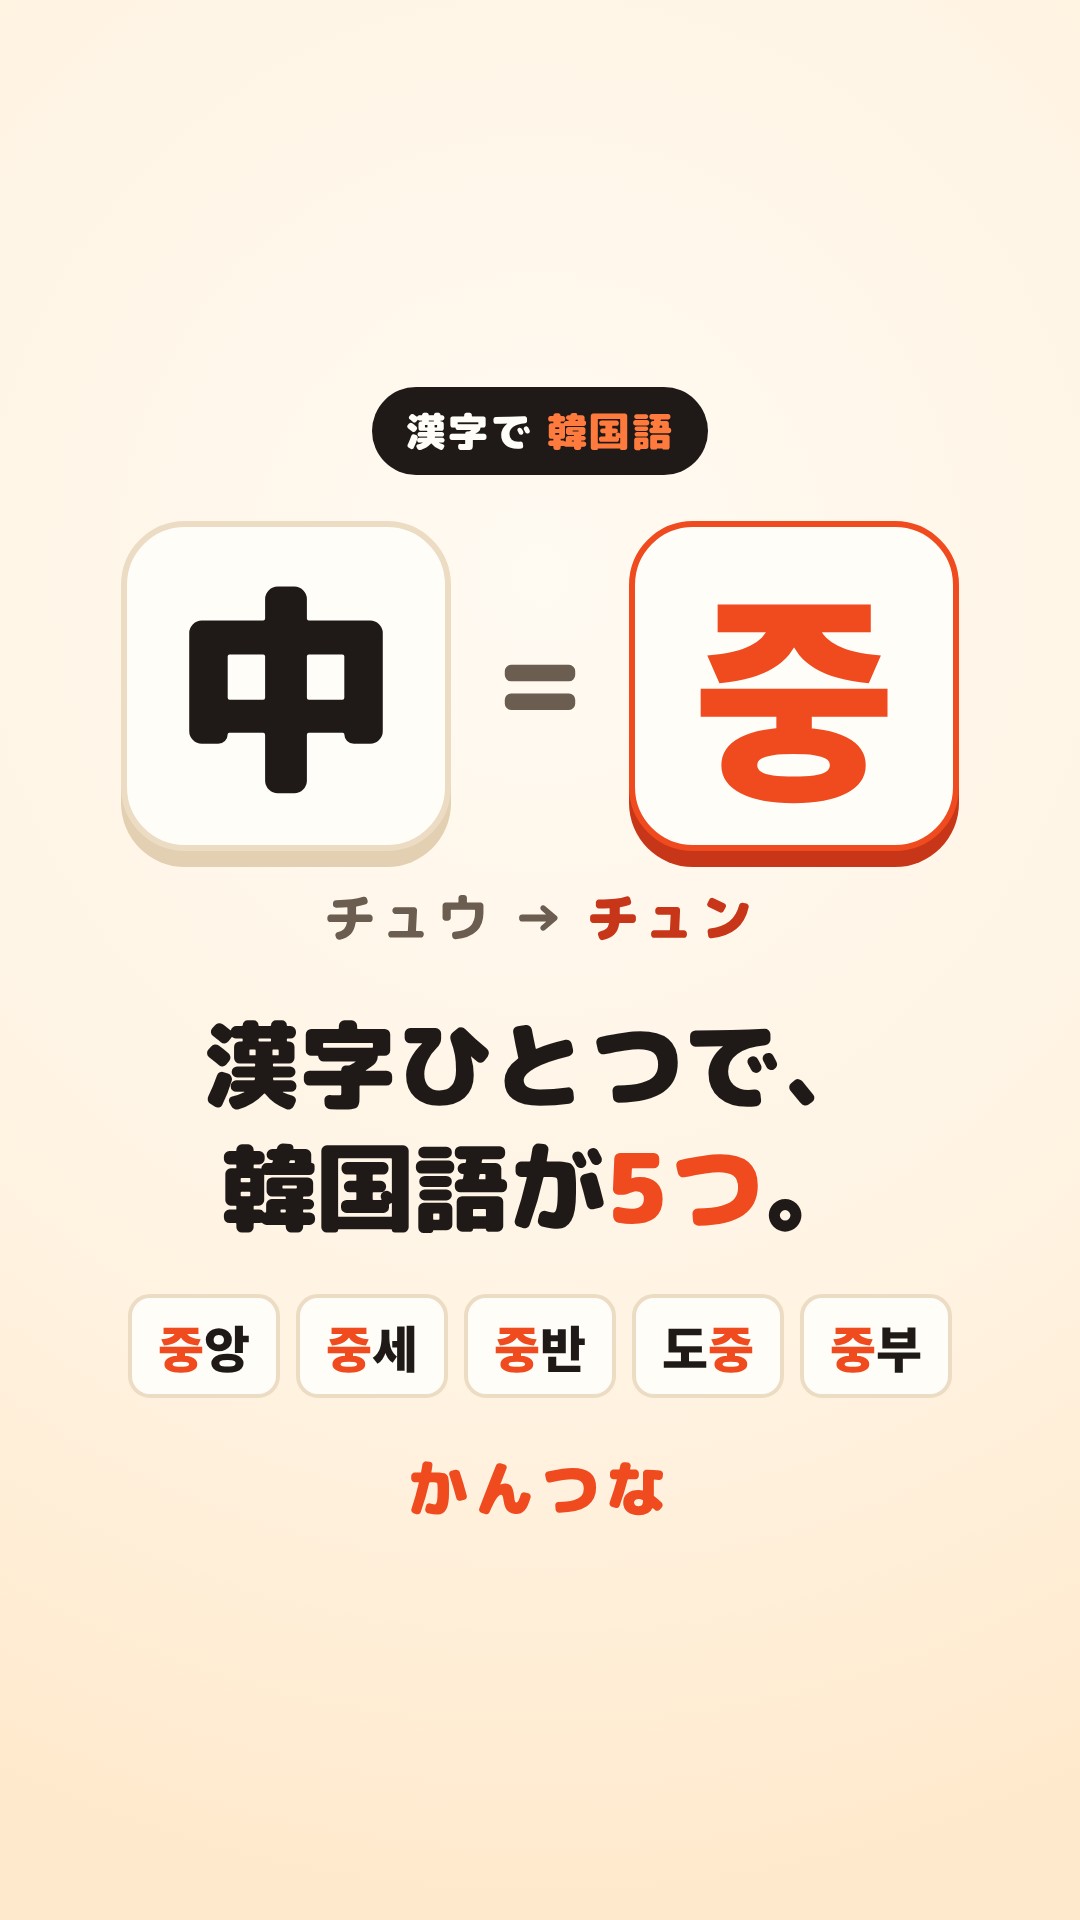 漢字で 韓国語
中 = 중
チュウ → チュン
漢字ひとつで、
韓国語が5つ。
중앙 중세 중반 도중 중부
かんつな